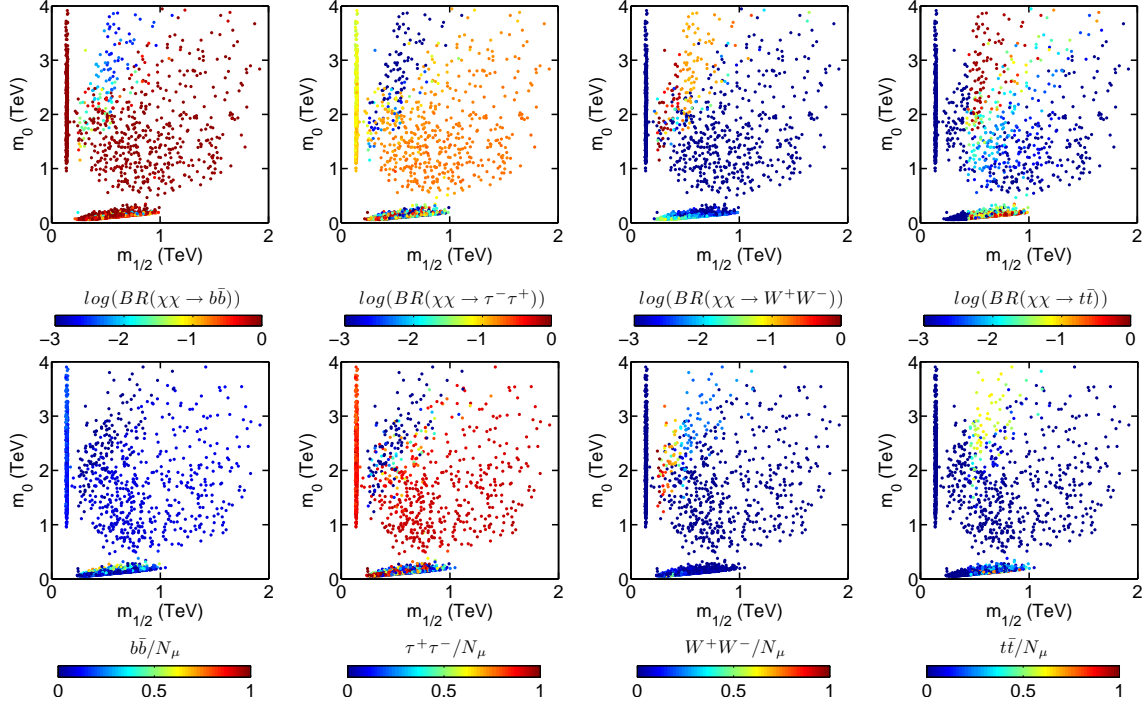 4
3
2
1
0
0 1 2
m₀ (TeV)
m₁/₂ (TeV)
4
3
2
1
0
0 1 2
m₀ (TeV)
m₁/₂ (TeV)
4
3
2
1
0
0 1 2
m₀ (TeV)
m₁/₂ (TeV)
4
3
2
1
0
0 1 2
m₀ (TeV)
m₁/₂ (TeV)
log(BR(χχ → bb̄))
−3 −2 −1 0
log(BR(χχ → τ⁻τ⁺))
−3 −2 −1 0
log(BR(χχ → W⁺W⁻))
−3 −2 −1 0
log(BR(χχ → tt̄))
−3 −2 −1 0
4
3
2
1
0
0 1 2
m₀ (TeV)
m₁/₂ (TeV)
4
3
2
1
0
0 1 2
m₀ (TeV)
m₁/₂ (TeV)
4
3
2
1
0
0 1 2
m₀ (TeV)
m₁/₂ (TeV)
4
3
2
1
0
0 1 2
m₀ (TeV)
m₁/₂ (TeV)
bb̄/N_μ
0 0.5 1
τ⁺τ⁻/N_μ
0 0.5 1
W⁺W⁻/N_μ
0 0.5 1
tt̄/N_μ
0 0.5 1